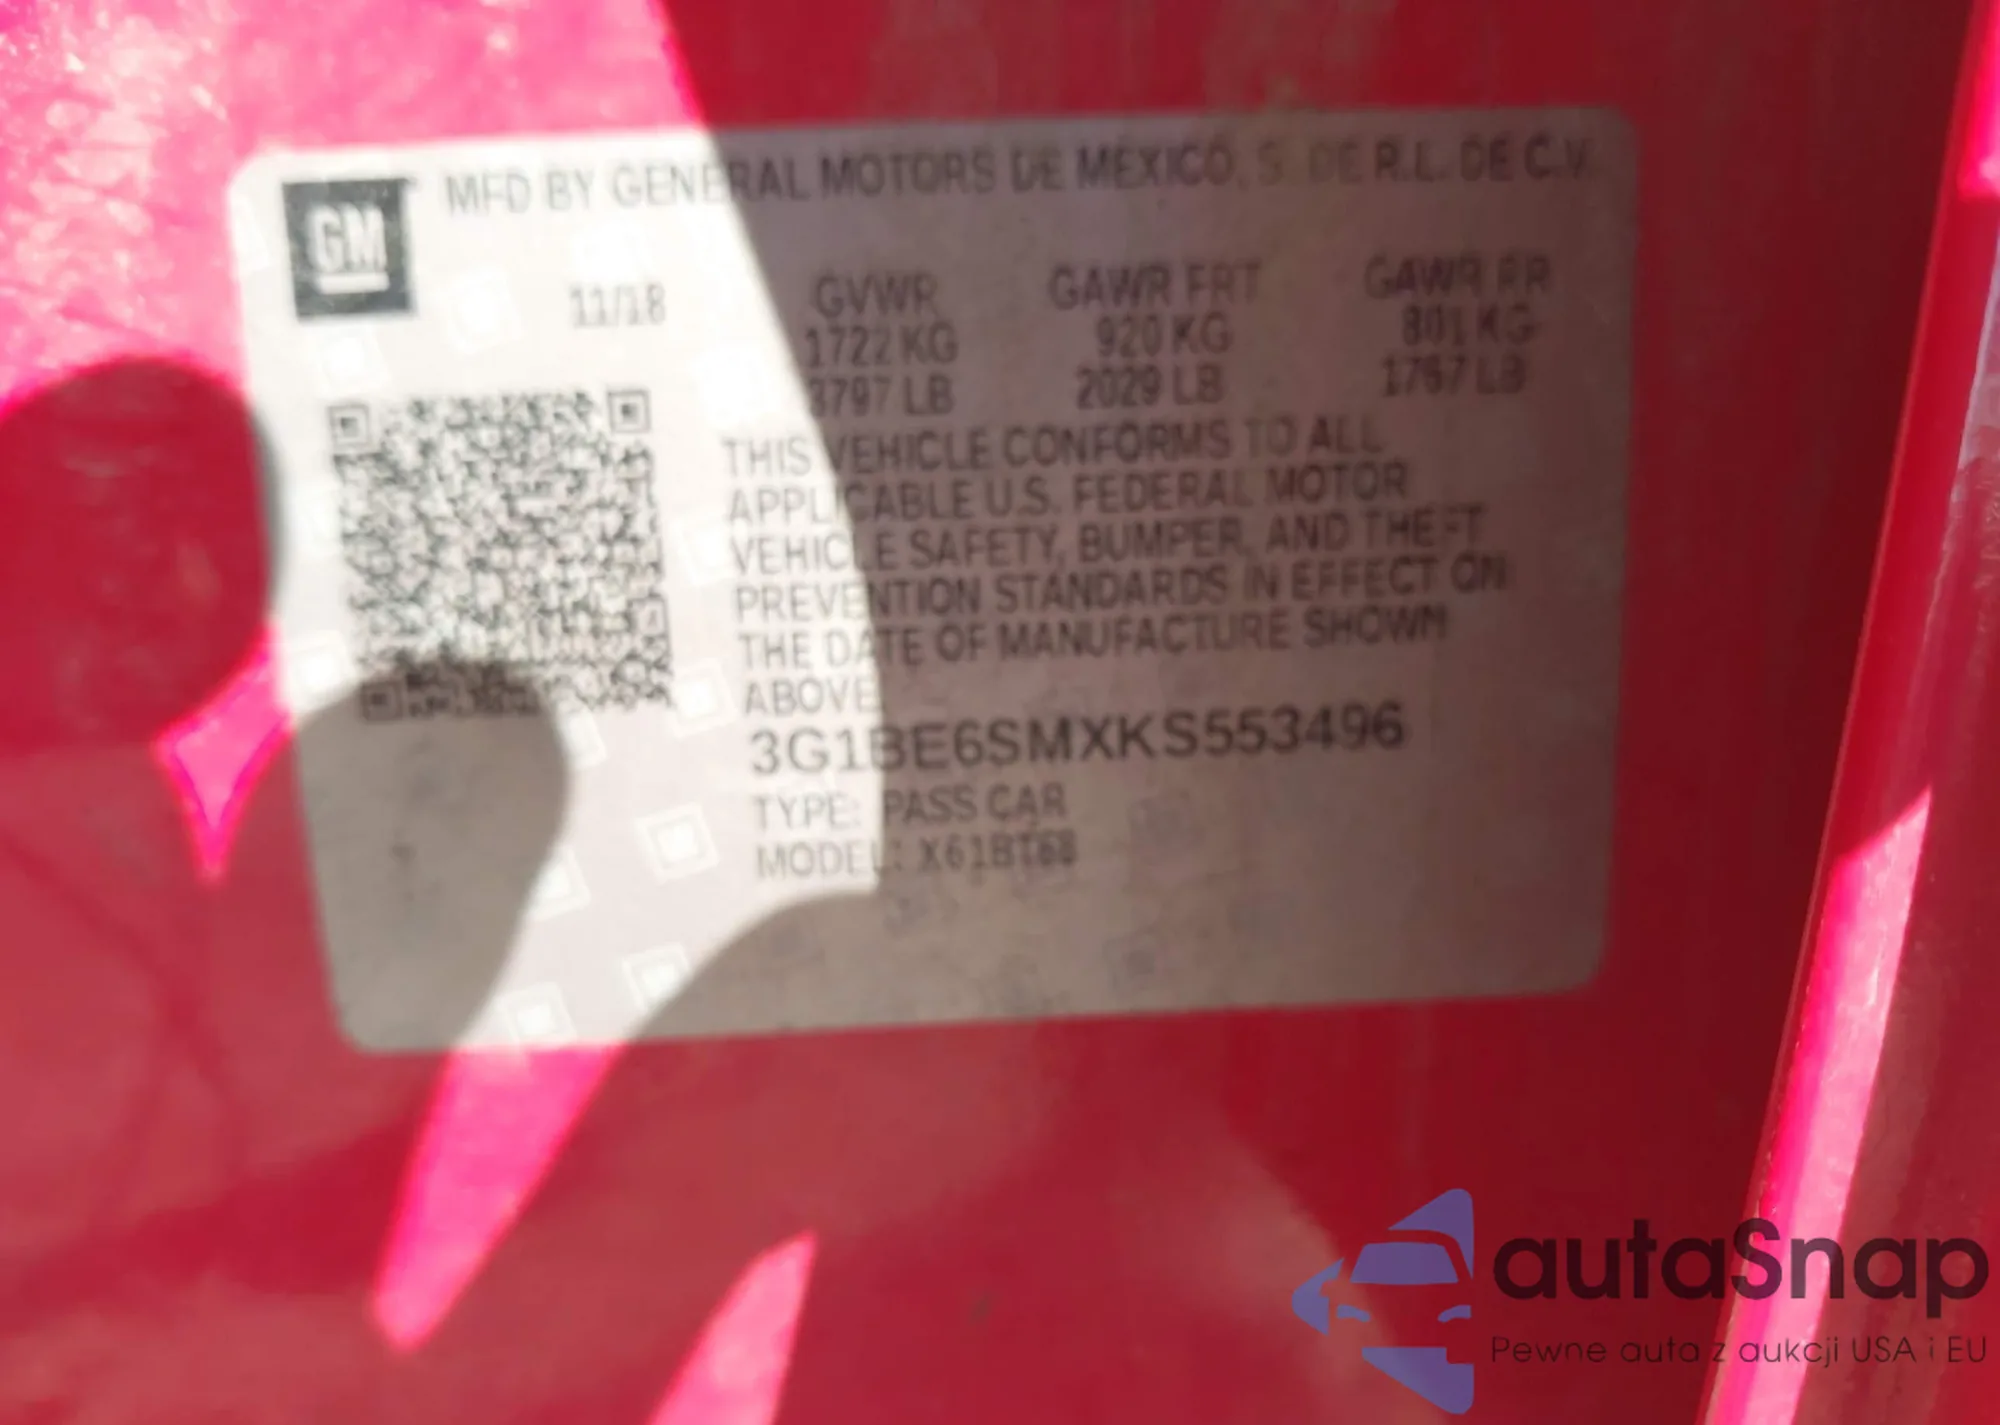 MFD BY GENERAL MOTORS DE MEXICO, S. DE R.L. DE C.V.
GM
11/18
GVWR GAWR FRT GAWR RR
1722 KG 920 KG 801 KG
3797 LB 2029 LB 1767 LB
THIS VEHICLE CONFORMS TO ALL
APPLICABLE U.S. FEDERAL MOTOR
VEHICLE SAFETY, BUMPER, AND THEFT
PREVENTION STANDARDS IN EFFECT ON
THE DATE OF MANUFACTURE SHOWN
ABOVE
3G1BE6SMXKS553496
TYPE: PASS CAR
MODEL: X61BT68
autaSnap
Pewne auta z aukcji USA i EU